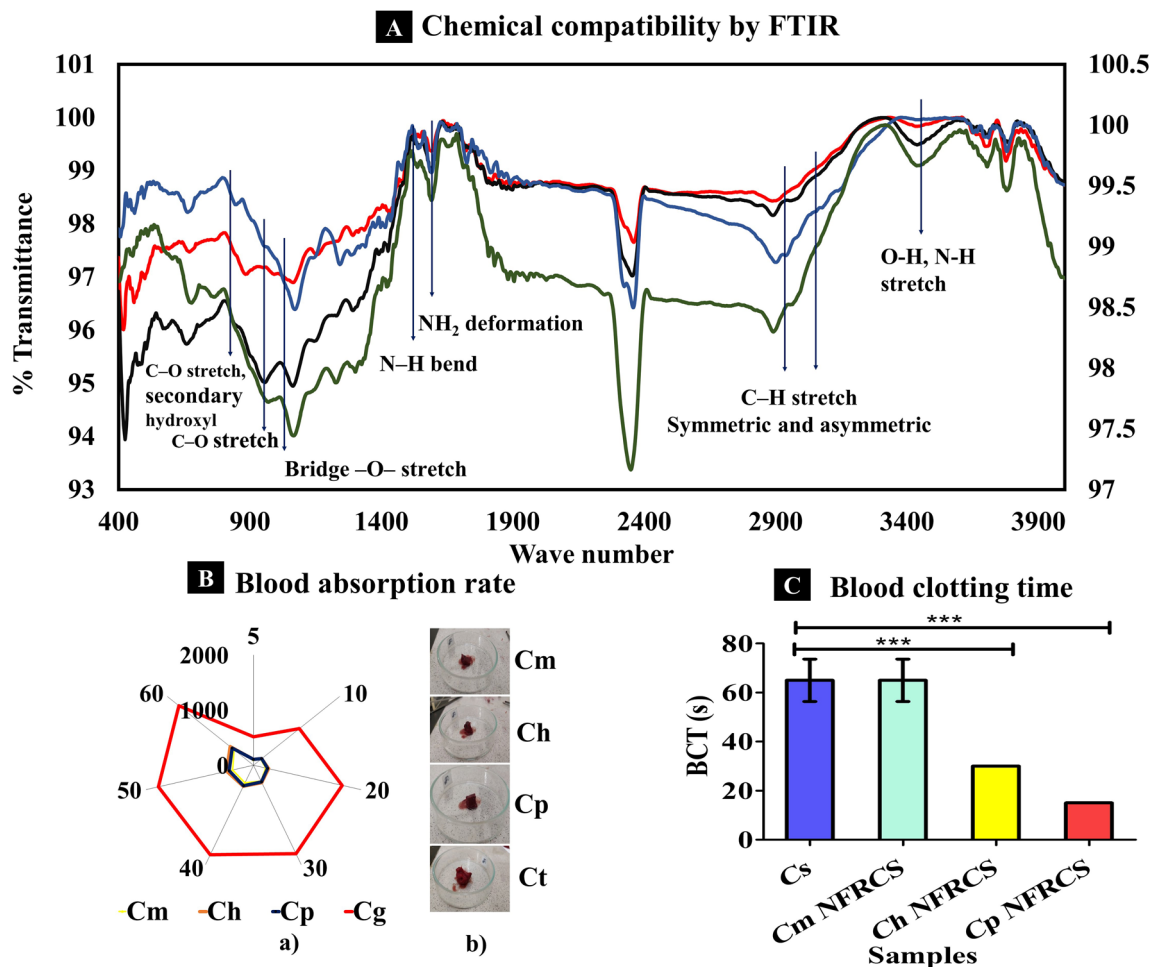 A Chemical compatibility by FTIR
101
100
99
98
97
96
95
94
93
% Transmittance
100.5
100
99.5
99
98.5
98
97.5
97
C–O stretch,
secondary
hydroxyl
C–O stretch
Bridge –O– stretch
N–H bend
NH₂ deformation
C–H stretch
Symmetric and asymmetric
O-H, N-H
stretch
400 900 1400 1900 2400 2900 3400 3900
Wave number
B Blood absorption rate
5
10
20
30
40
50
60
2000
1000
0
Cm Ch Cp Cg
a)
Cm
Ch
Cp
Ct
b)
C Blood clotting time
***
***
80
60
40
20
0
BCT (s)
Cs
Cm NFRCS
Ch NFRCS
Cp NFRCS
Samples